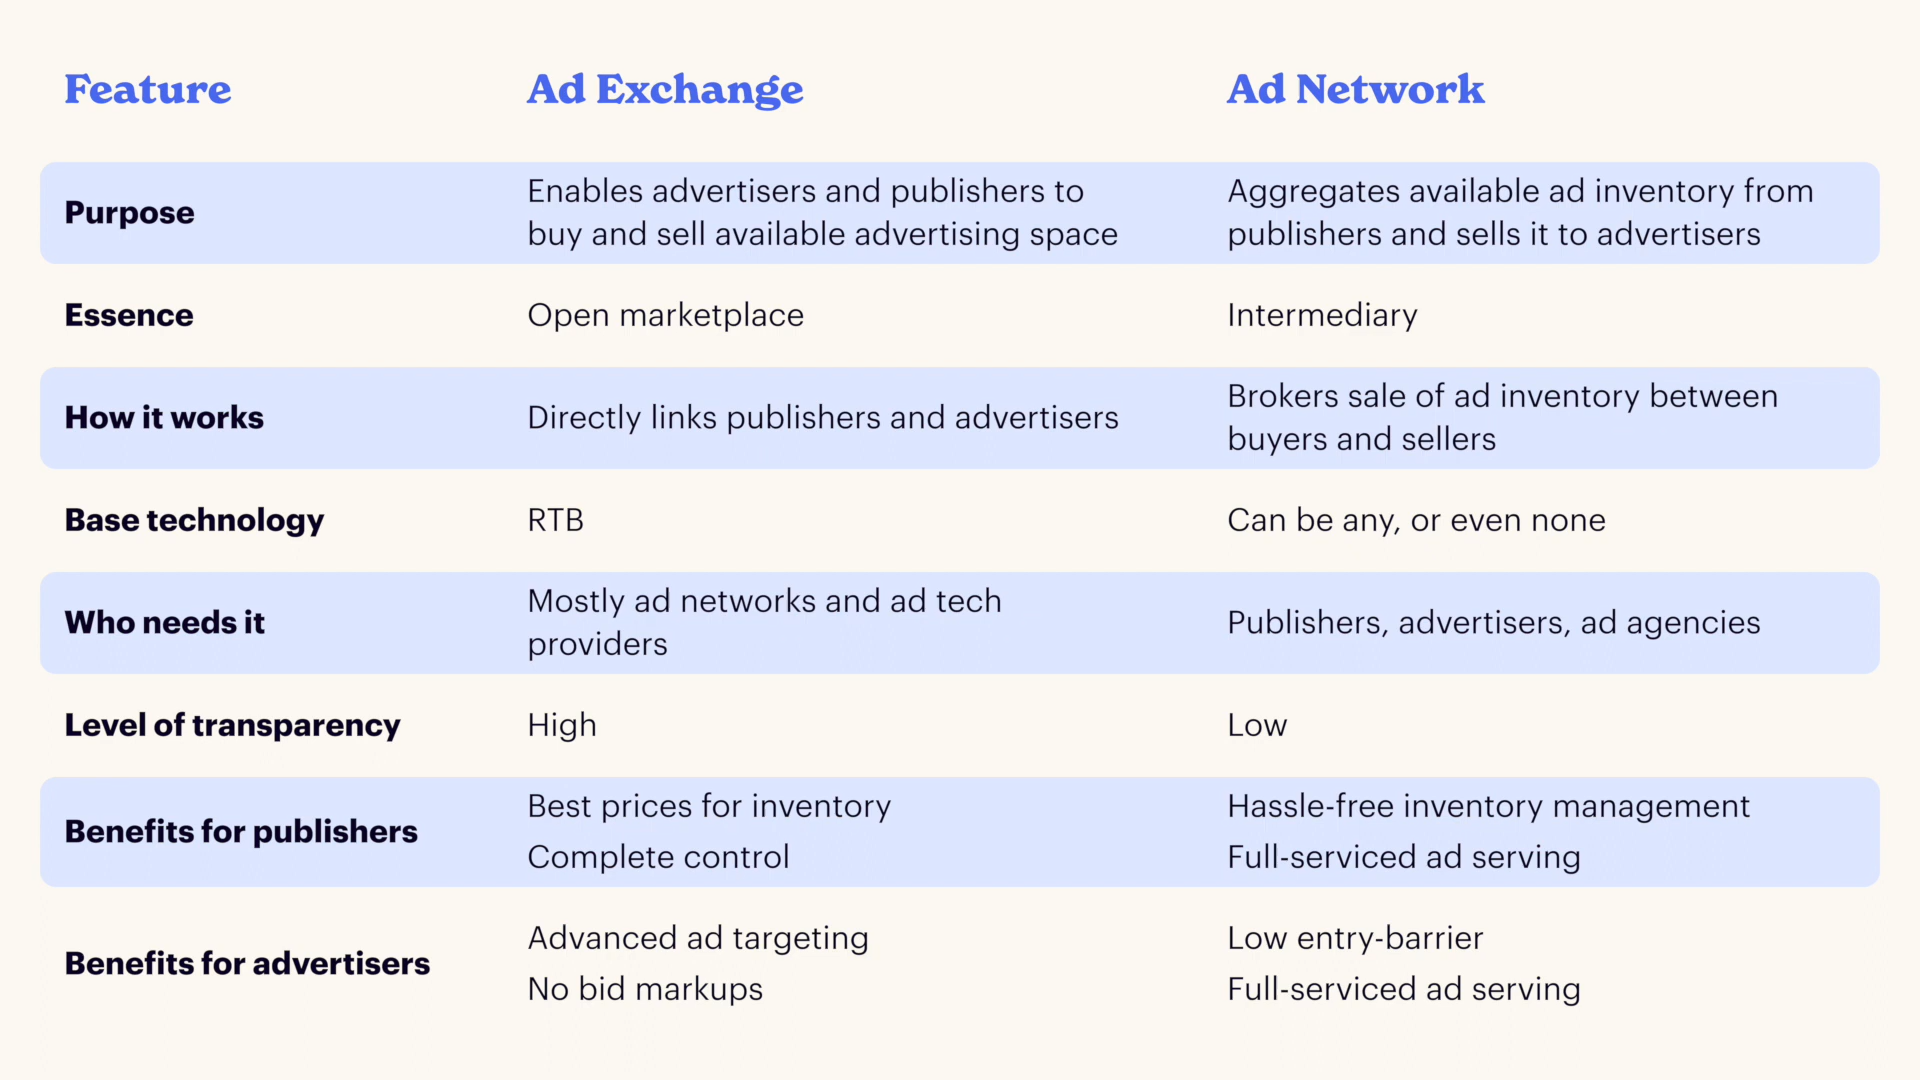 Feature
Ad Exchange
Ad Network
Purpose
Enables advertisers and publishers to
buy and sell available advertising space
Aggregates available ad inventory from
publishers and sells it to advertisers
Essence
Open marketplace
Intermediary
How it works
Directly links publishers and advertisers
Brokers sale of ad inventory between
buyers and sellers
Base technology
RTB
Can be any, or even none
Who needs it
Mostly ad networks and ad tech
providers
Publishers, advertisers, ad agencies
Level of transparency
High
Low
Benefits for publishers
Best prices for inventory
Complete control
Hassle-free inventory management
Full-serviced ad serving
Benefits for advertisers
Advanced ad targeting
No bid markups
Low entry-barrier
Full-serviced ad serving